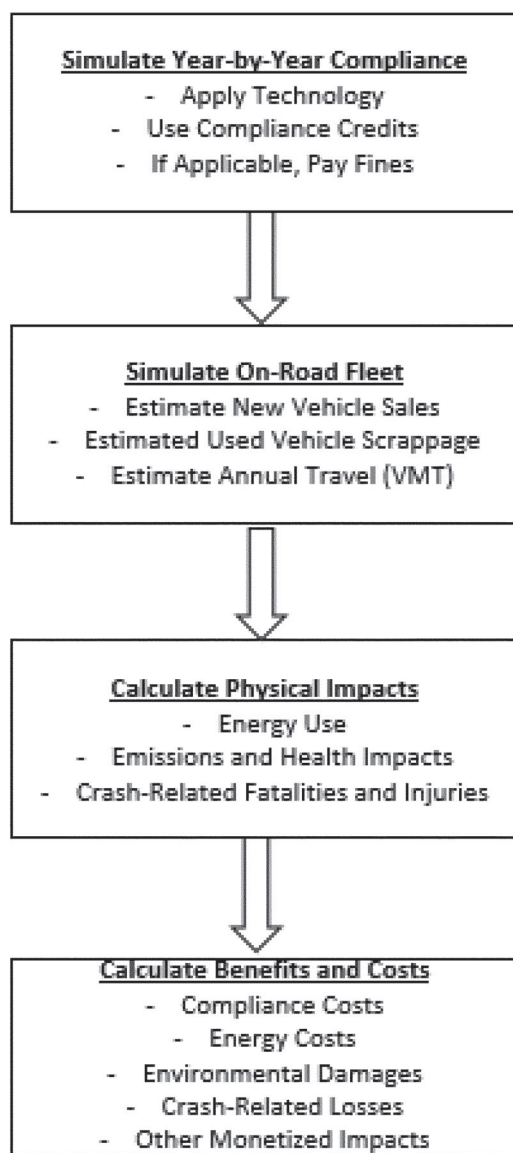 Simulate Year-by-Year Compliance
- Apply Technology
- Use Compliance Credits
- If Applicable, Pay Fines
Simulate On-Road Fleet
- Estimate New Vehicle Sales
- Estimated Used Vehicle Scrappage
- Estimate Annual Travel (VMT)
Calculate Physical Impacts
- Energy Use
- Emissions and Health Impacts
- Crash-Related Fatalities and Injuries
Calculate Benefits and Costs
- Compliance Costs
- Energy Costs
- Environmental Damages
- Crash-Related Losses
- Other Monetized Impacts